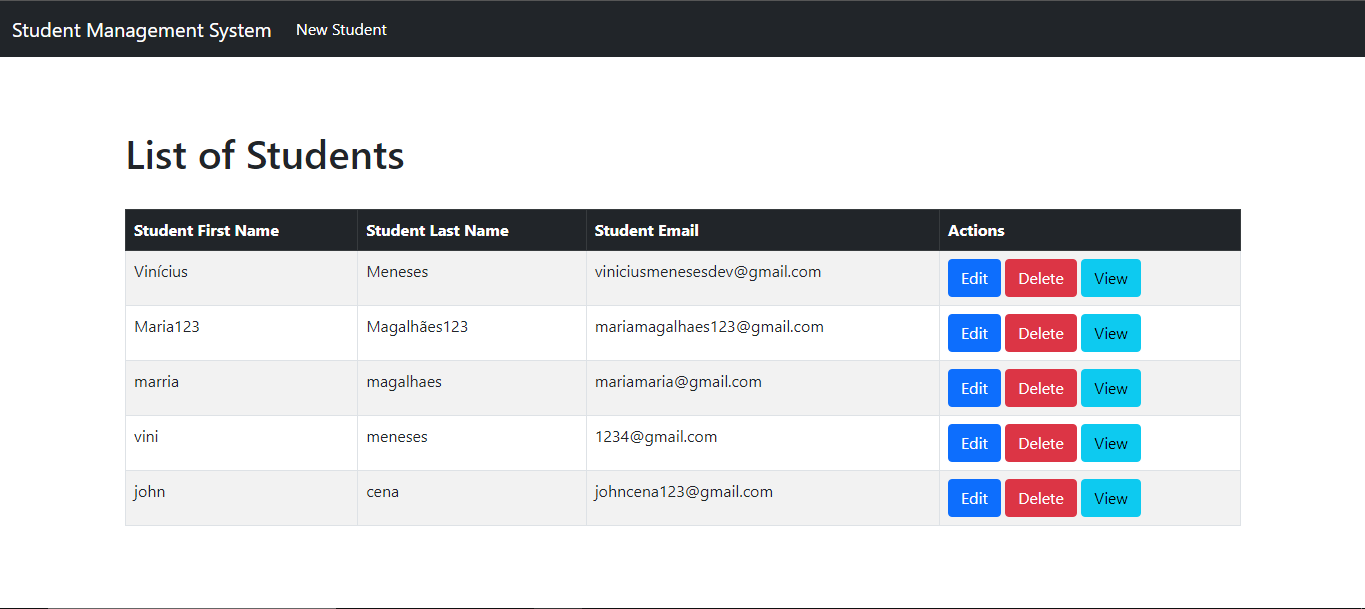 Student Management System New Student
List of Students
Student First Name Student Last Name Student Email Actions
Vinícius Meneses viniciusmenesesdev@gmail.com Edit Delete View
Maria123 Magalhães123 mariamagalhaes123@gmail.com Edit Delete View
marria magalhaes mariamaria@gmail.com Edit Delete View
vini meneses 1234@gmail.com Edit Delete View
john cena johncena123@gmail.com Edit Delete View